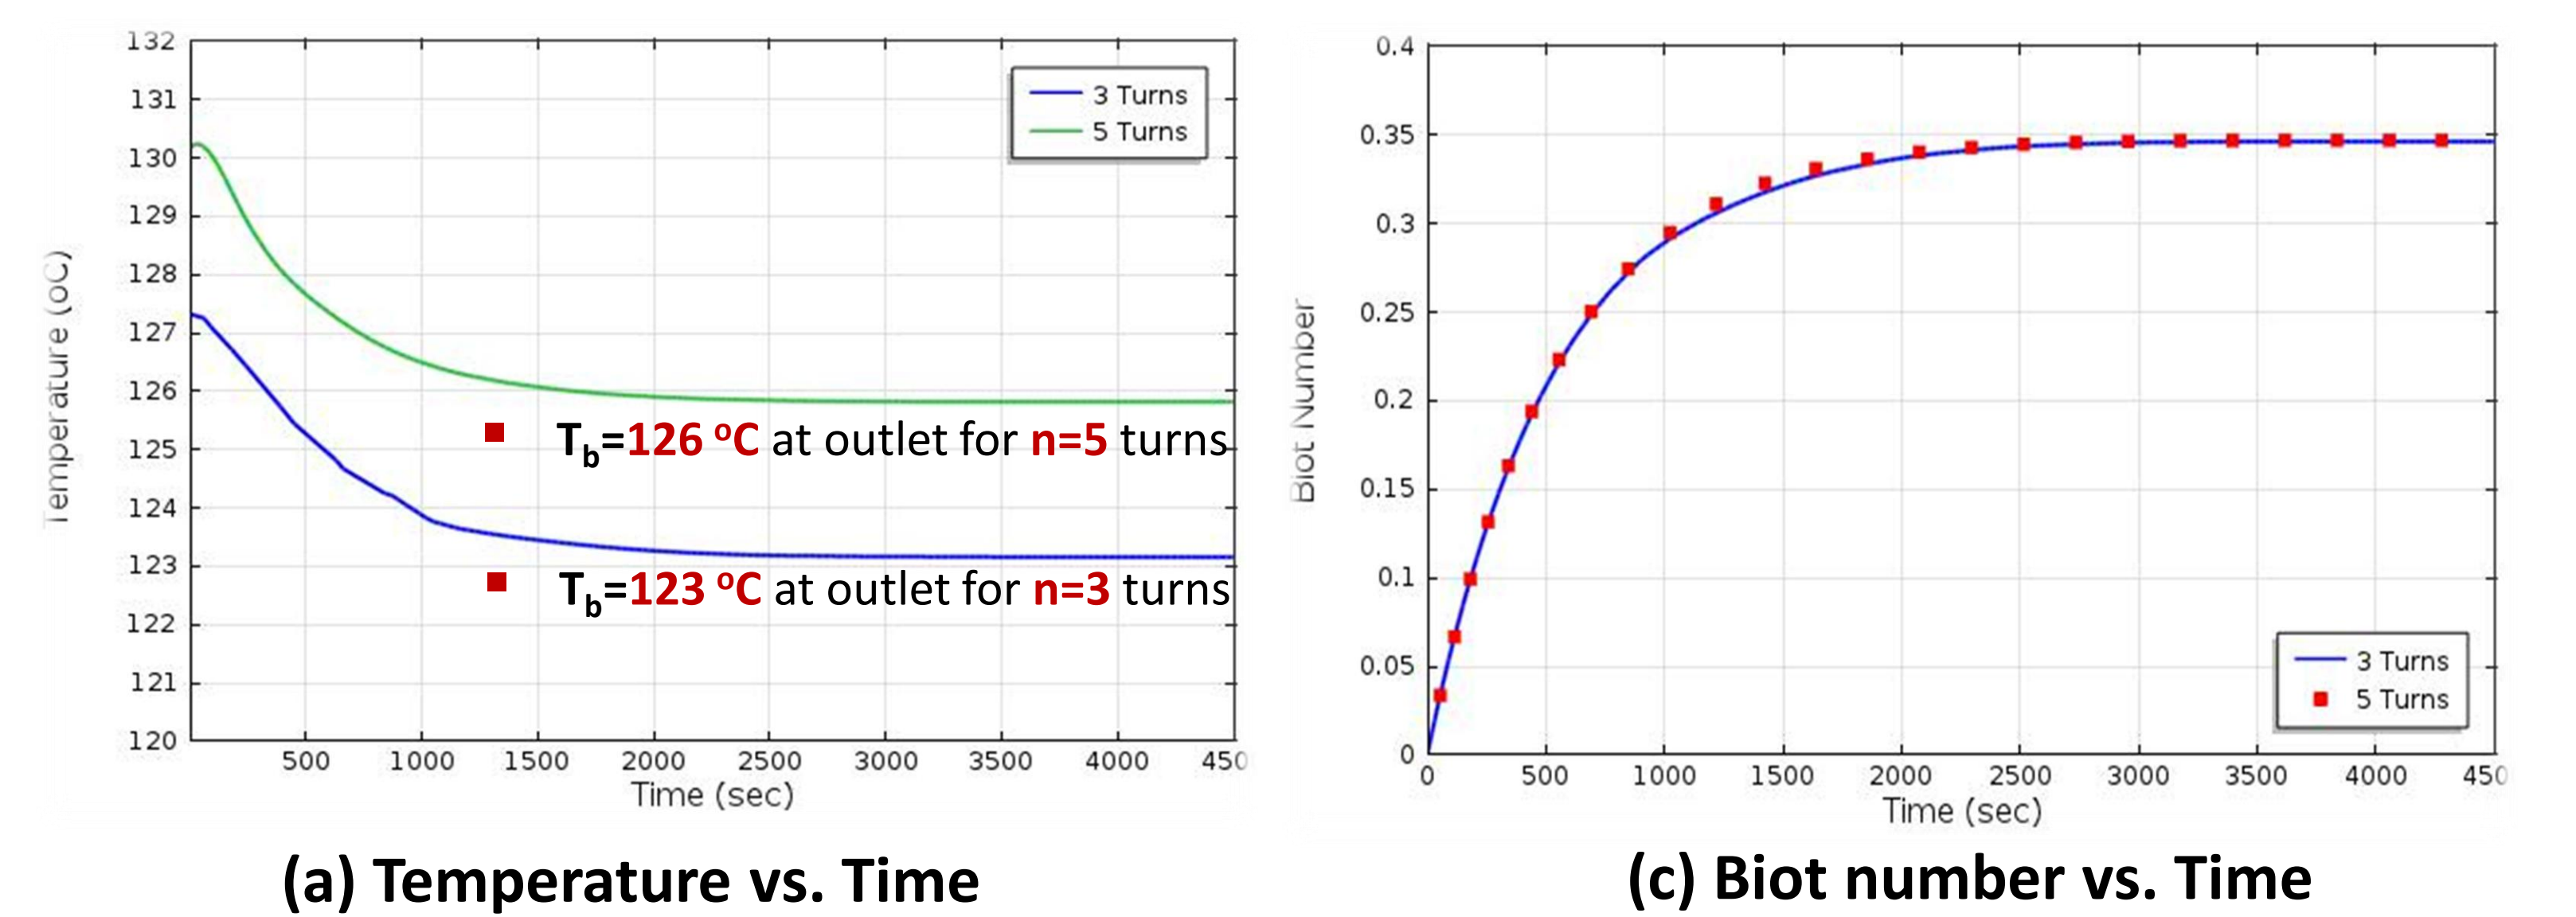 132
131
130
129
128
127
126
125
124
123
122
121
120
Temperature (oC)
3 Turns
5 Turns
■ Tb=126 oC at outlet for n=5 turns
■ Tb=123 oC at outlet for n=3 turns
500 1000 1500 2000 2500 3000 3500 4000 450
Time (sec)
(a) Temperature vs. Time
0.4
0.35
0.3
0.25
0.2
0.15
0.1
0.05
0
Biot Number
3 Turns
5 Turns
0 500 1000 1500 2000 2500 3000 3500 4000 450
Time (sec)
(c) Biot number vs. Time